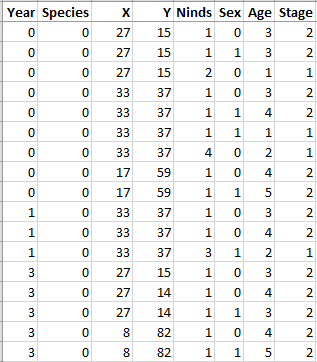 Year Species X Y Ninds Sex Age Stage
0 0 27 15 1 0 3 2
0 0 27 15 1 1 3 2
0 0 27 15 2 0 1 1
0 0 33 37 1 0 3 2
0 0 33 37 1 1 4 2
0 0 33 37 1 1 1 1
0 0 33 37 4 0 2 1
0 0 17 59 1 0 4 2
0 0 17 59 1 1 5 2
1 0 33 37 1 0 3 2
1 0 33 37 1 0 4 2
1 0 33 37 3 1 2 1
3 0 27 15 1 0 3 2
3 0 27 14 1 0 4 2
3 0 27 14 1 1 3 2
3 0 8 82 1 0 4 2
3 0 8 82 1 1 5 2